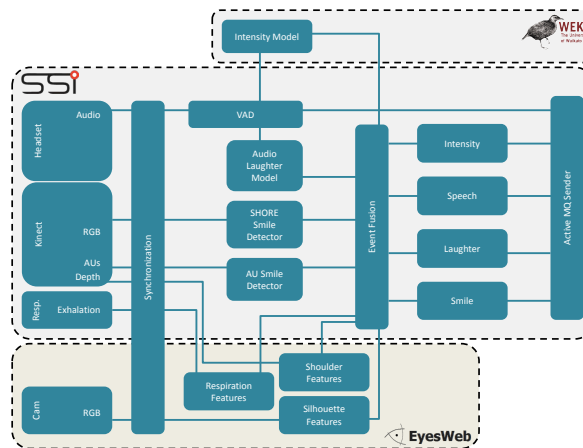 Intensity Model
WEK
The Univer
of Waikato
SSI
Headset
Audio
VAD
Audio
Laughter
Model
Intensity
Kinect
RGB
AUs
Depth
Synchronization
SHORE
Smile
Detector
AU Smile
Detector
Event Fusion
Speech
Laughter
Smile
Active MQ Sender
Resp.
Exhalation
Respiration
Features
Shoulder
Features
Cam
RGB
Silhouette
Features
EyesWeb